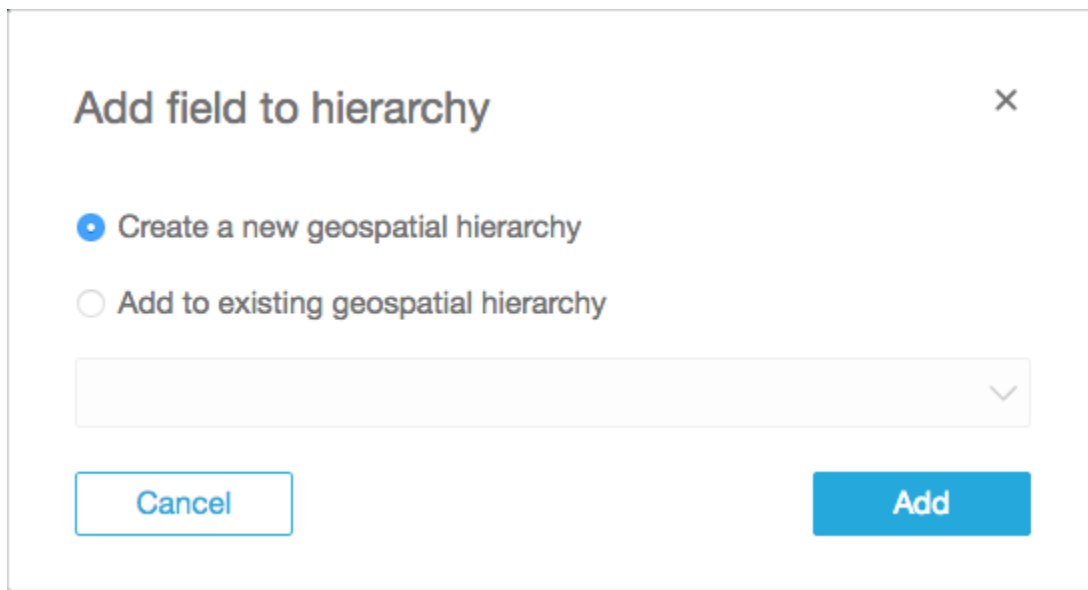 Add field to hierarchy
Create a new geospatial hierarchy
Add to existing geospatial hierarchy
Cancel
Add